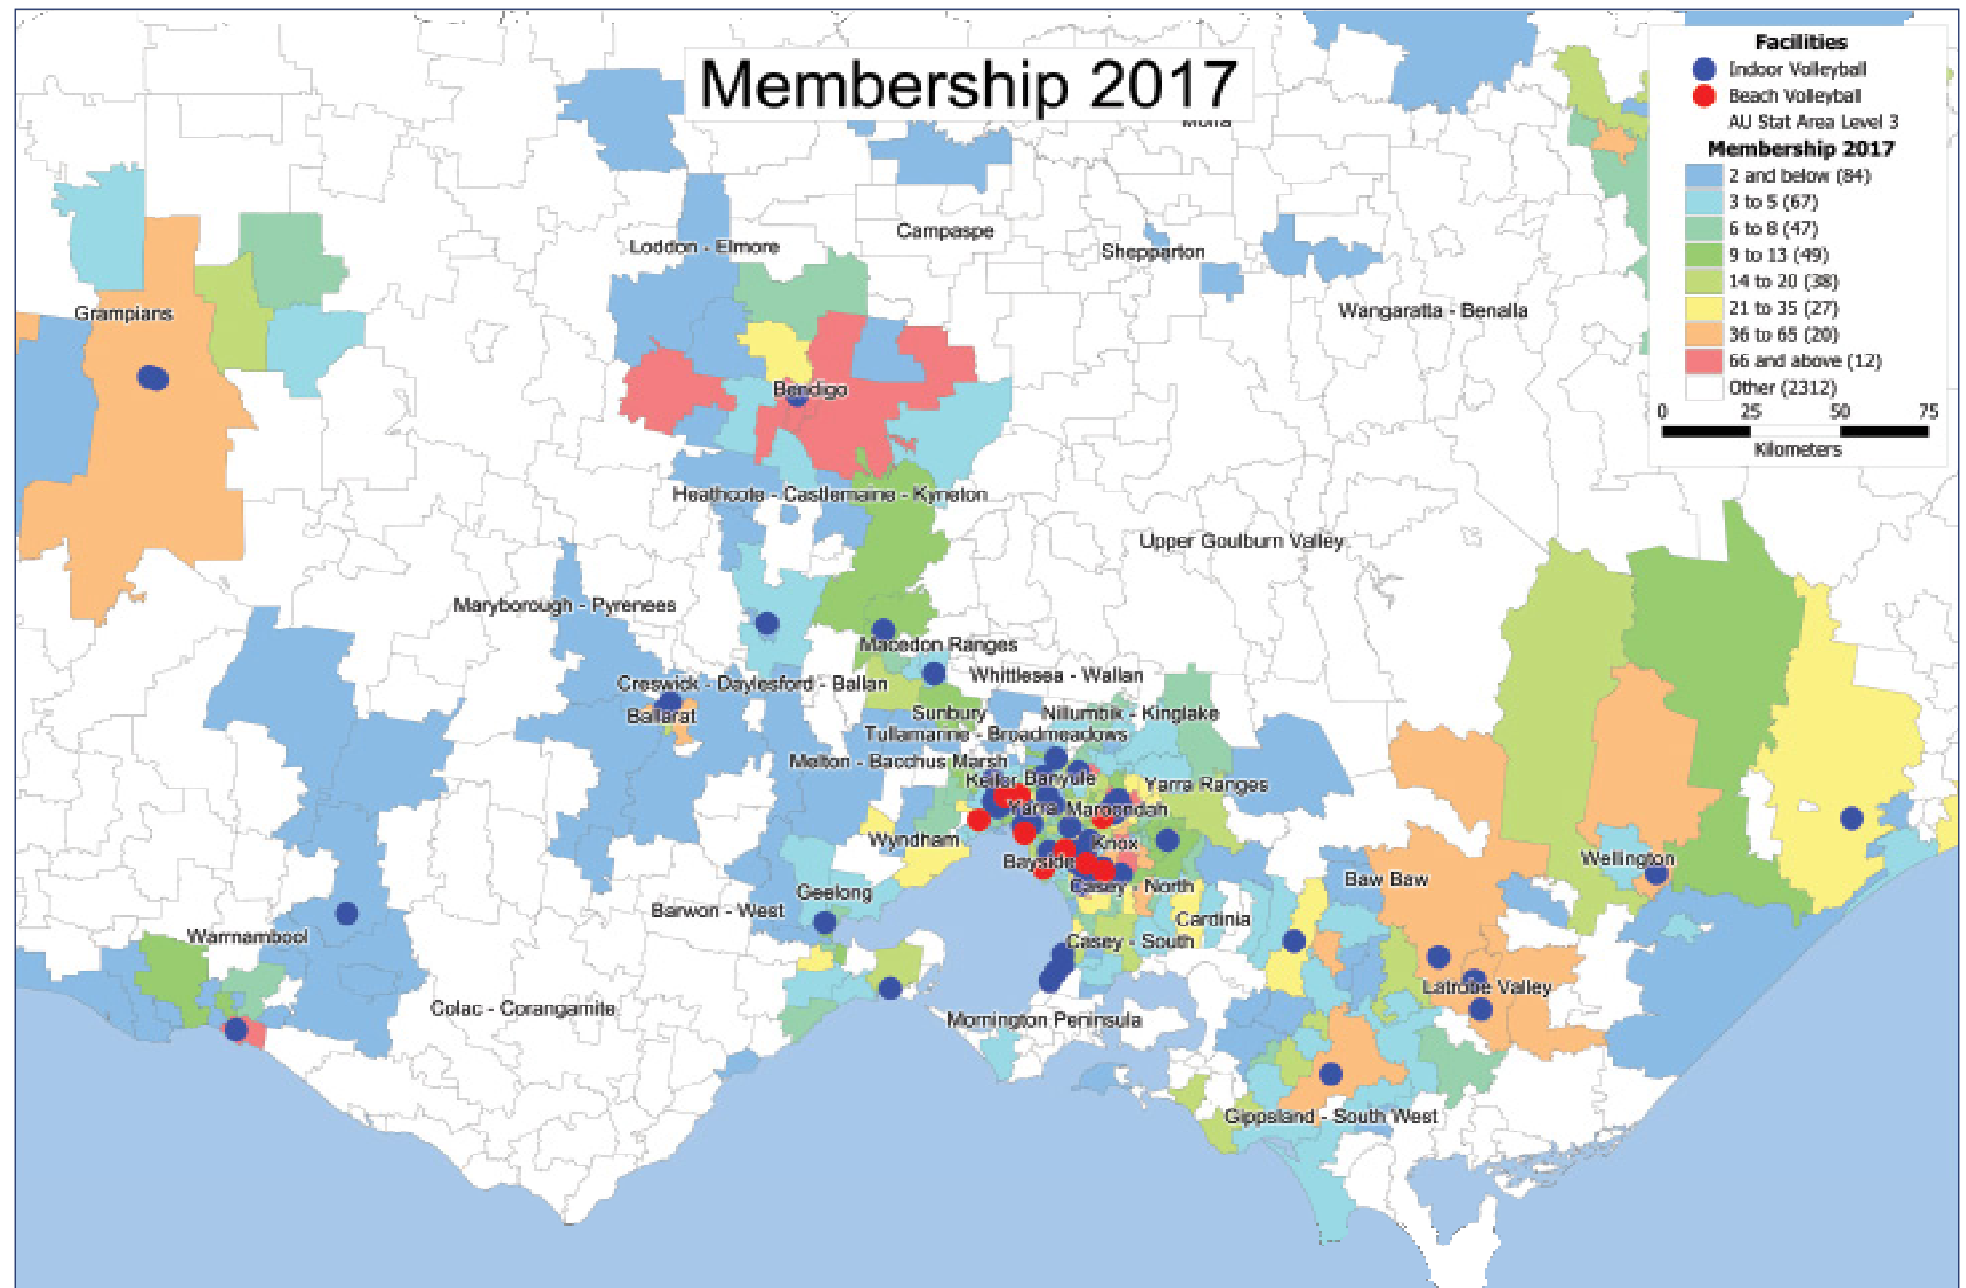 Membership 2017
Facilities
Indoor Volleyball
Beach Volleyball
AU Stat Area Level 3
Membership 2017
2 and below (84)
3 to 5 (67)
6 to 8 (47)
9 to 13 (49)
14 to 20 (38)
21 to 35 (27)
36 to 65 (20)
66 and above (12)
Other (2312)
0 25 50 75
Kilometers
Campaspe
Loddon - Elmore
Shepparton
Grampians
Wangaratta - Benalla
Bendigo
Heathcote - Castlemaine - Kyneton
Upper Goulburn Valley
Maryborough - Pyrenees
Macedon Ranges
Whittlesea - Wallan
Creswick - Daylesford - Ballan
Ballarat
Sunbury
Nillumbik - Kinglake
Tullamarine - Broadmeadows
Melton - Bacchus Marsh
Keilor
Banyule
Yarra Ranges
Yarra
Maroondah
Wyndham
Knox
Bayside
Wellington
Baw Baw
Casey - North
Geelong
Barwon - West
Cardinia
Warrnambool
Casey - South
Latrobe Valley
Colac - Corangamite
Mornington Peninsula
Gippsland - South West